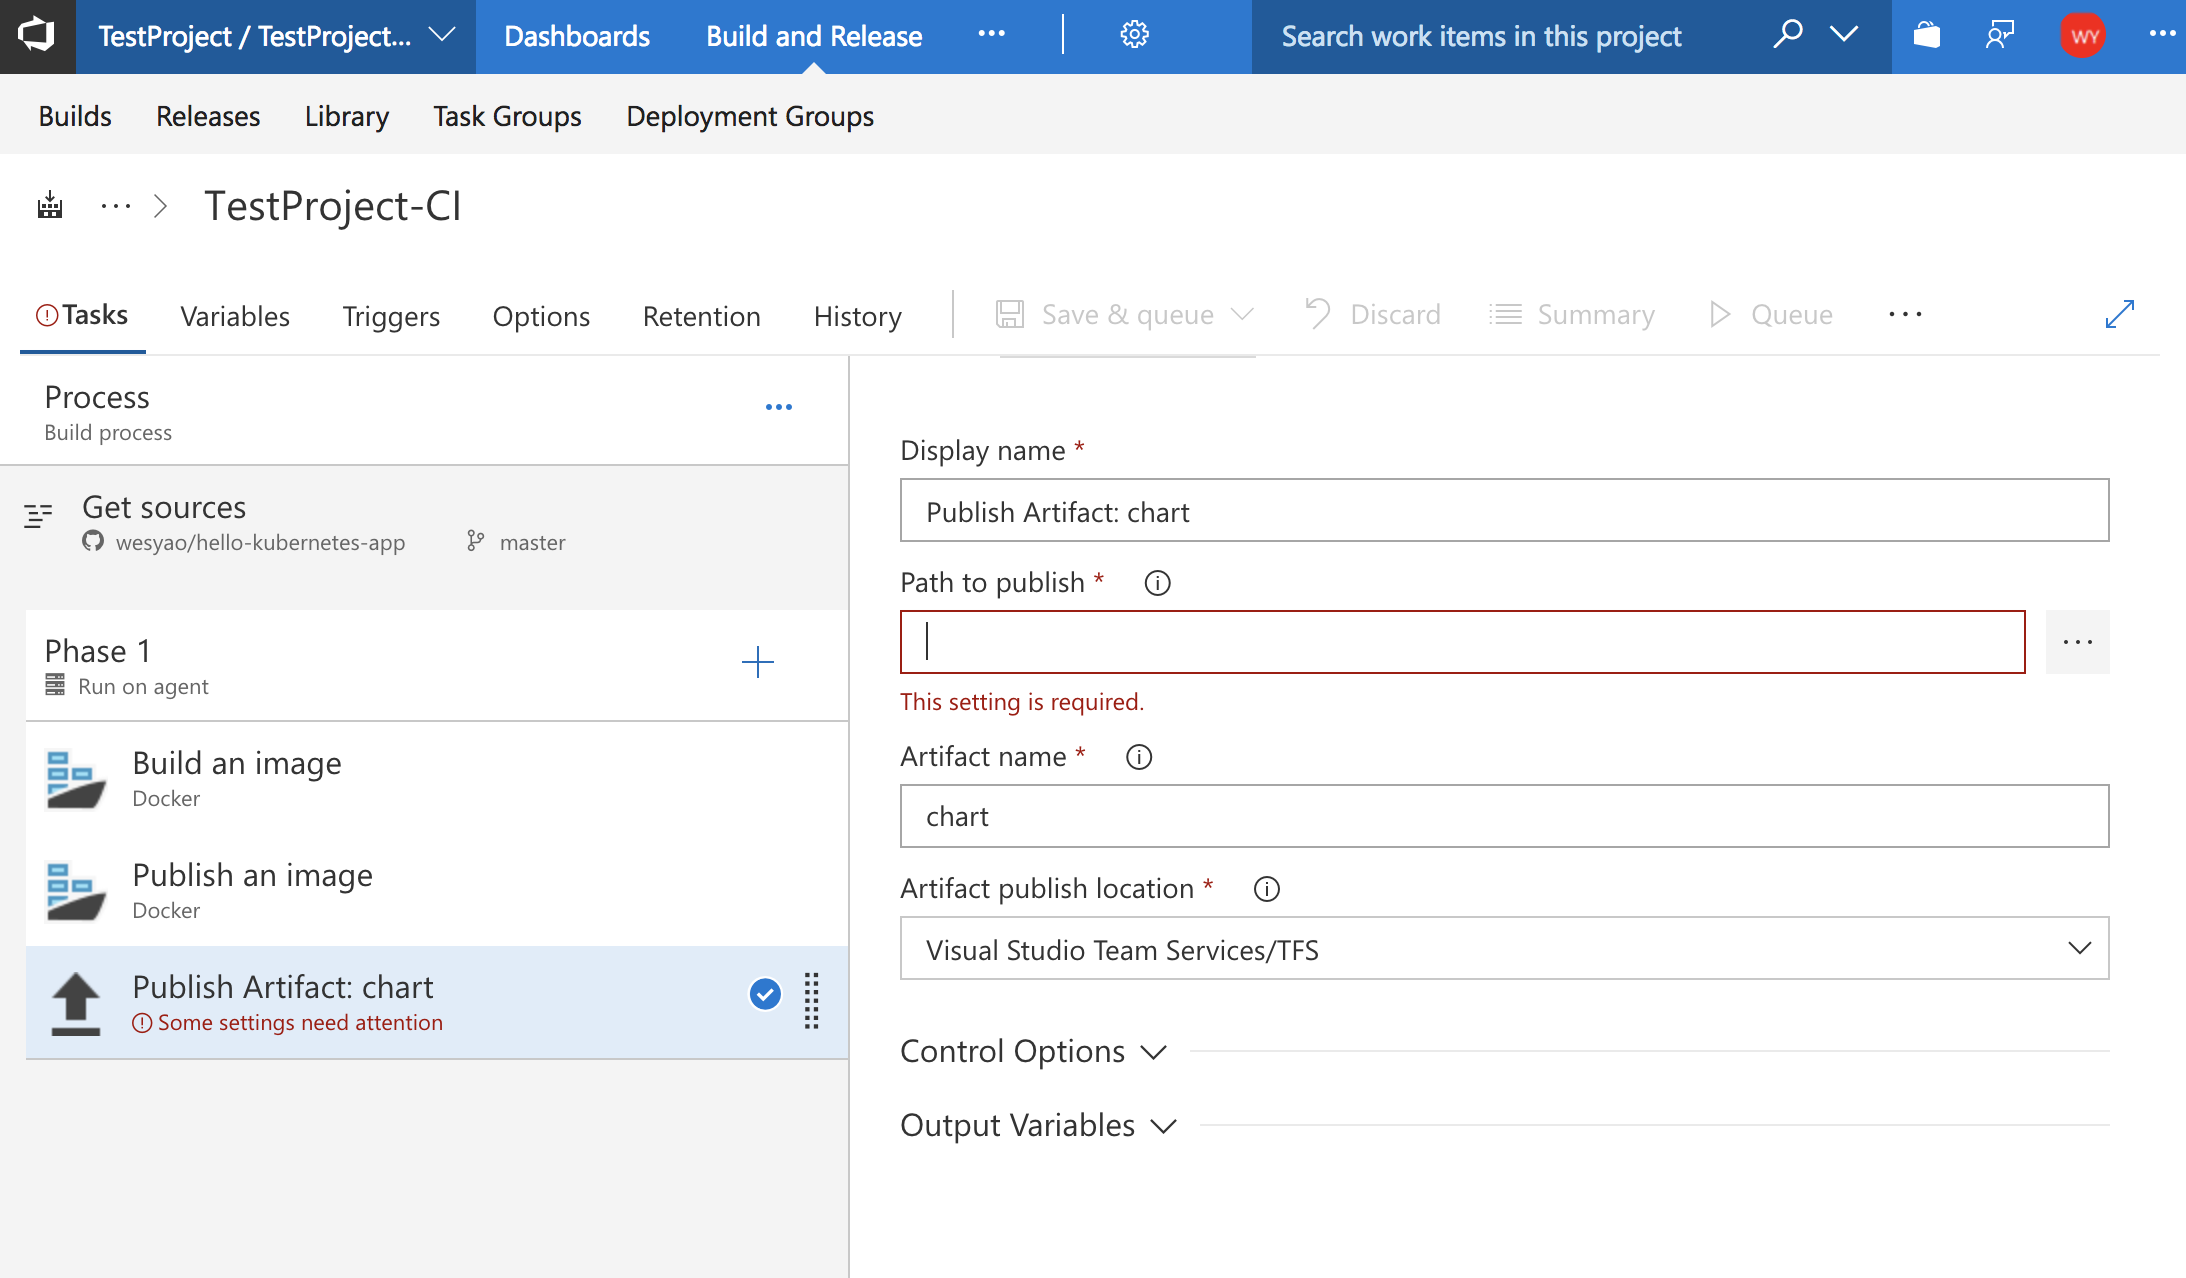 TestProject / TestProject... Dashboards Build and Release ... Search work items in this project WY ...
Builds Releases Library Task Groups Deployment Groups
... > TestProject-CI
Tasks Variables Triggers Options Retention History Save & queue Discard Summary Queue ...
Process
Build process
...
Get sources
wesyao/hello-kubernetes-app master
Phase 1
Run on agent
Build an image
Docker
Publish an image
Docker
Publish Artifact: chart
Some settings need attention
Display name *
Publish Artifact: chart
Path to publish *
...
This setting is required.
Artifact name *
chart
Artifact publish location *
Visual Studio Team Services/TFS
Control Options
Output Variables